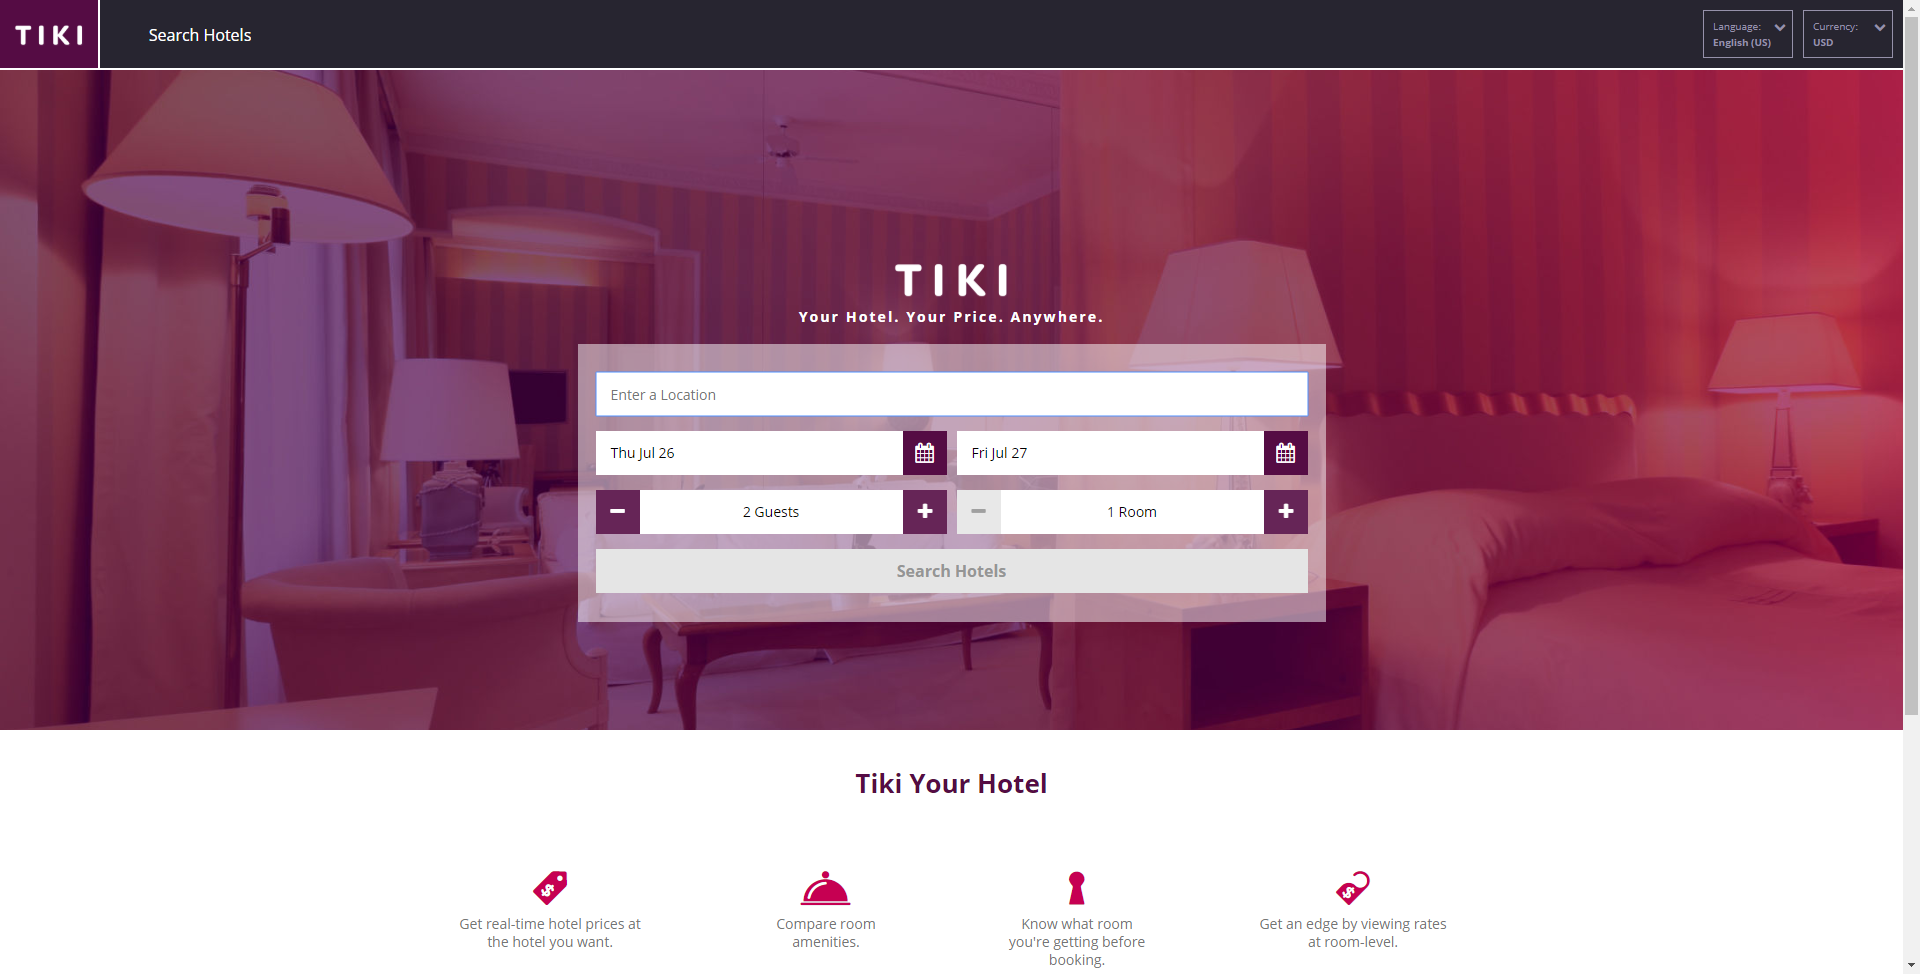 TIKI
Search Hotels
Language:
English (US)
Currency:
USD
TIKI
Your Hotel. Your Price. Anywhere.
Enter a Location
Thu Jul 26
Fri Jul 27
2 Guests
1 Room
Search Hotels
Tiki Your Hotel
Get real-time hotel prices at
the hotel you want.
Compare room
amenities.
Know what room
you're getting before
booking.
Get an edge by viewing rates
at room-level.